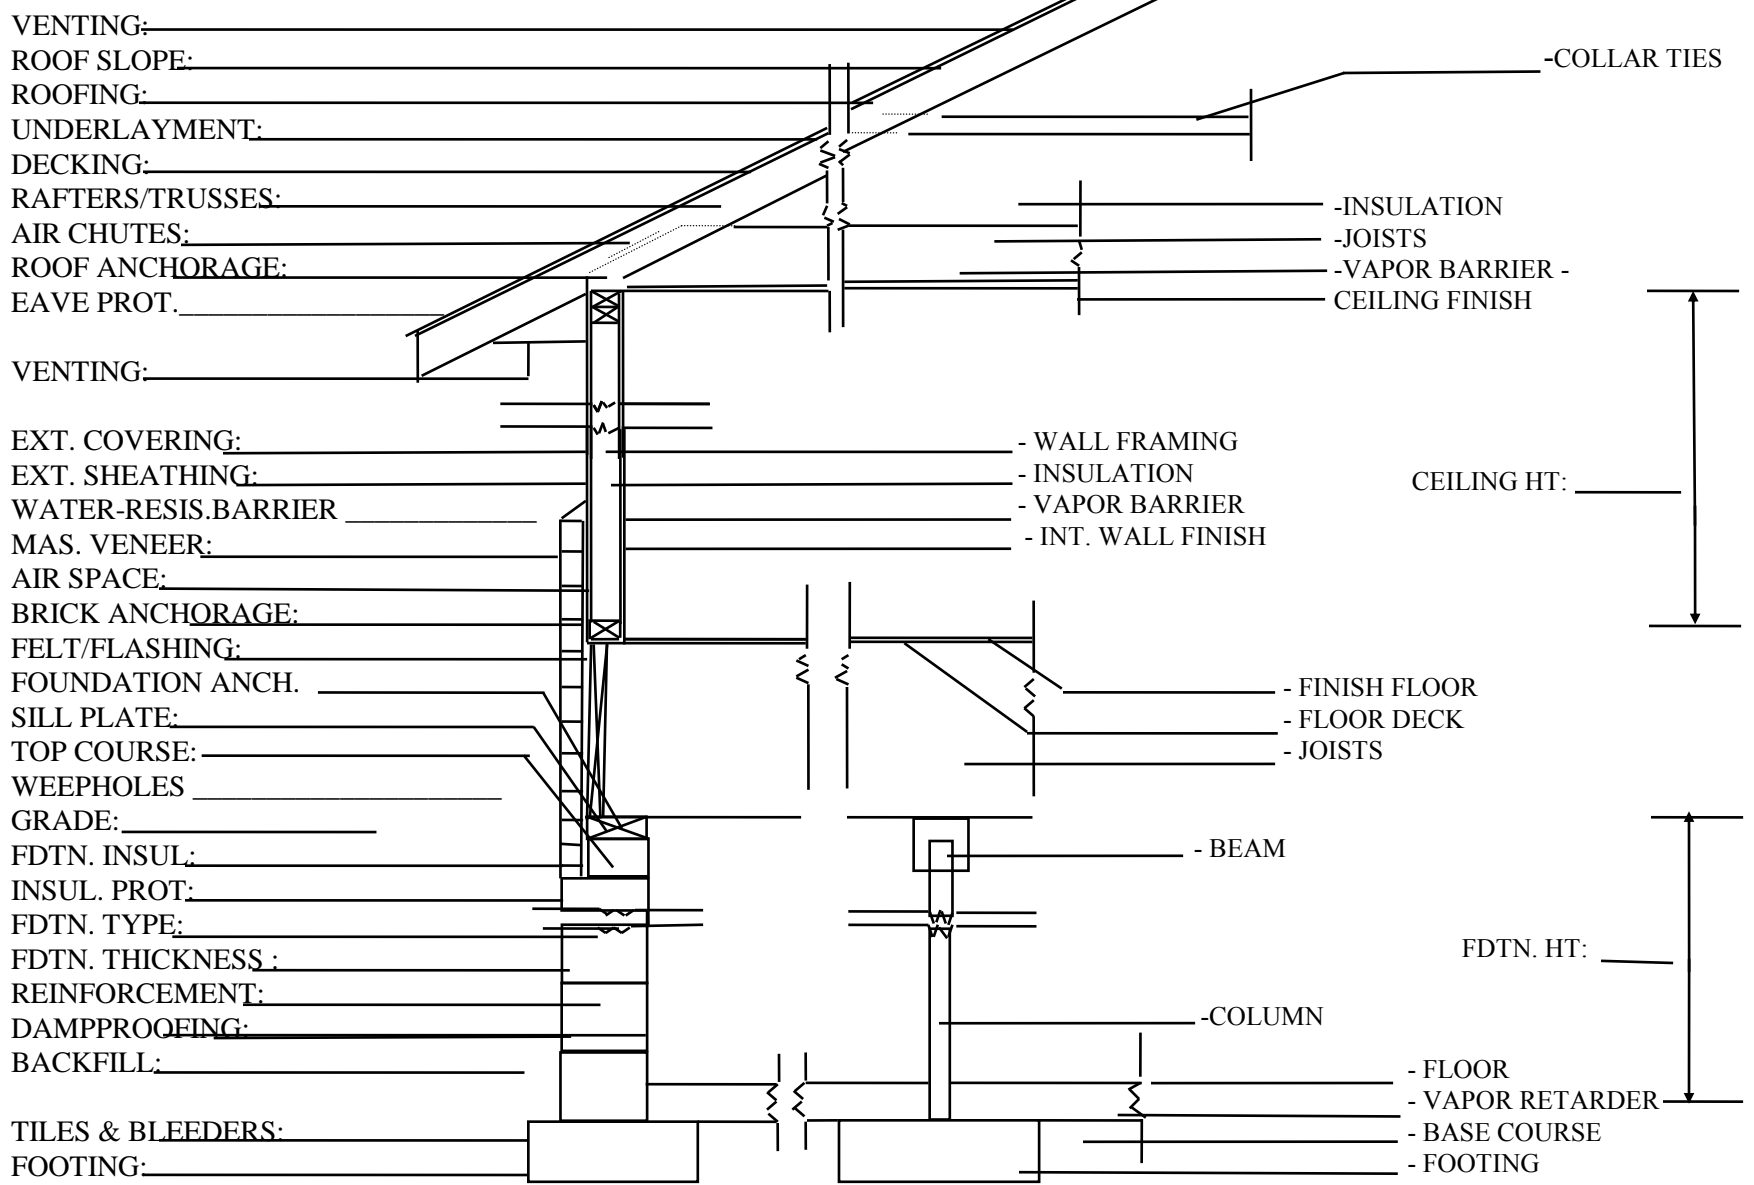 VENTING:
ROOF SLOPE:
ROOFING:
UNDERLAYMENT:
DECKING:
RAFTERS/TRUSSES:
AIR CHUTES:
ROOF ANCHORAGE:
EAVE PROT.__________________
VENTING:
EXT. COVERING:
EXT. SHEATHING:
WATER-RESIS.BARRIER _____________
MAS. VENEER:
AIR SPACE:
BRICK ANCHORAGE:
FELT/FLASHING:
FOUNDATION ANCH.
SILL PLATE:
TOP COURSE:
WEEPHOLES _____________________
GRADE:
FDTN. INSUL:
INSUL. PROT:
FDTN. TYPE:
FDTN. THICKNESS :
REINFORCEMENT:
DAMPPROOFING:
BACKFILL:
TILES & BLEEDERS:
FOOTING:
-COLLAR TIES
-INSULATION
-JOISTS
-VAPOR BARRIER -
CEILING FINISH
- WALL FRAMING
- INSULATION
- VAPOR BARRIER
- INT. WALL FINISH
CEILING HT:
- FINISH FLOOR
- FLOOR DECK
- JOISTS
- BEAM
FDTN. HT:
-COLUMN
- FLOOR
- VAPOR RETARDER
- BASE COURSE
- FOOTING